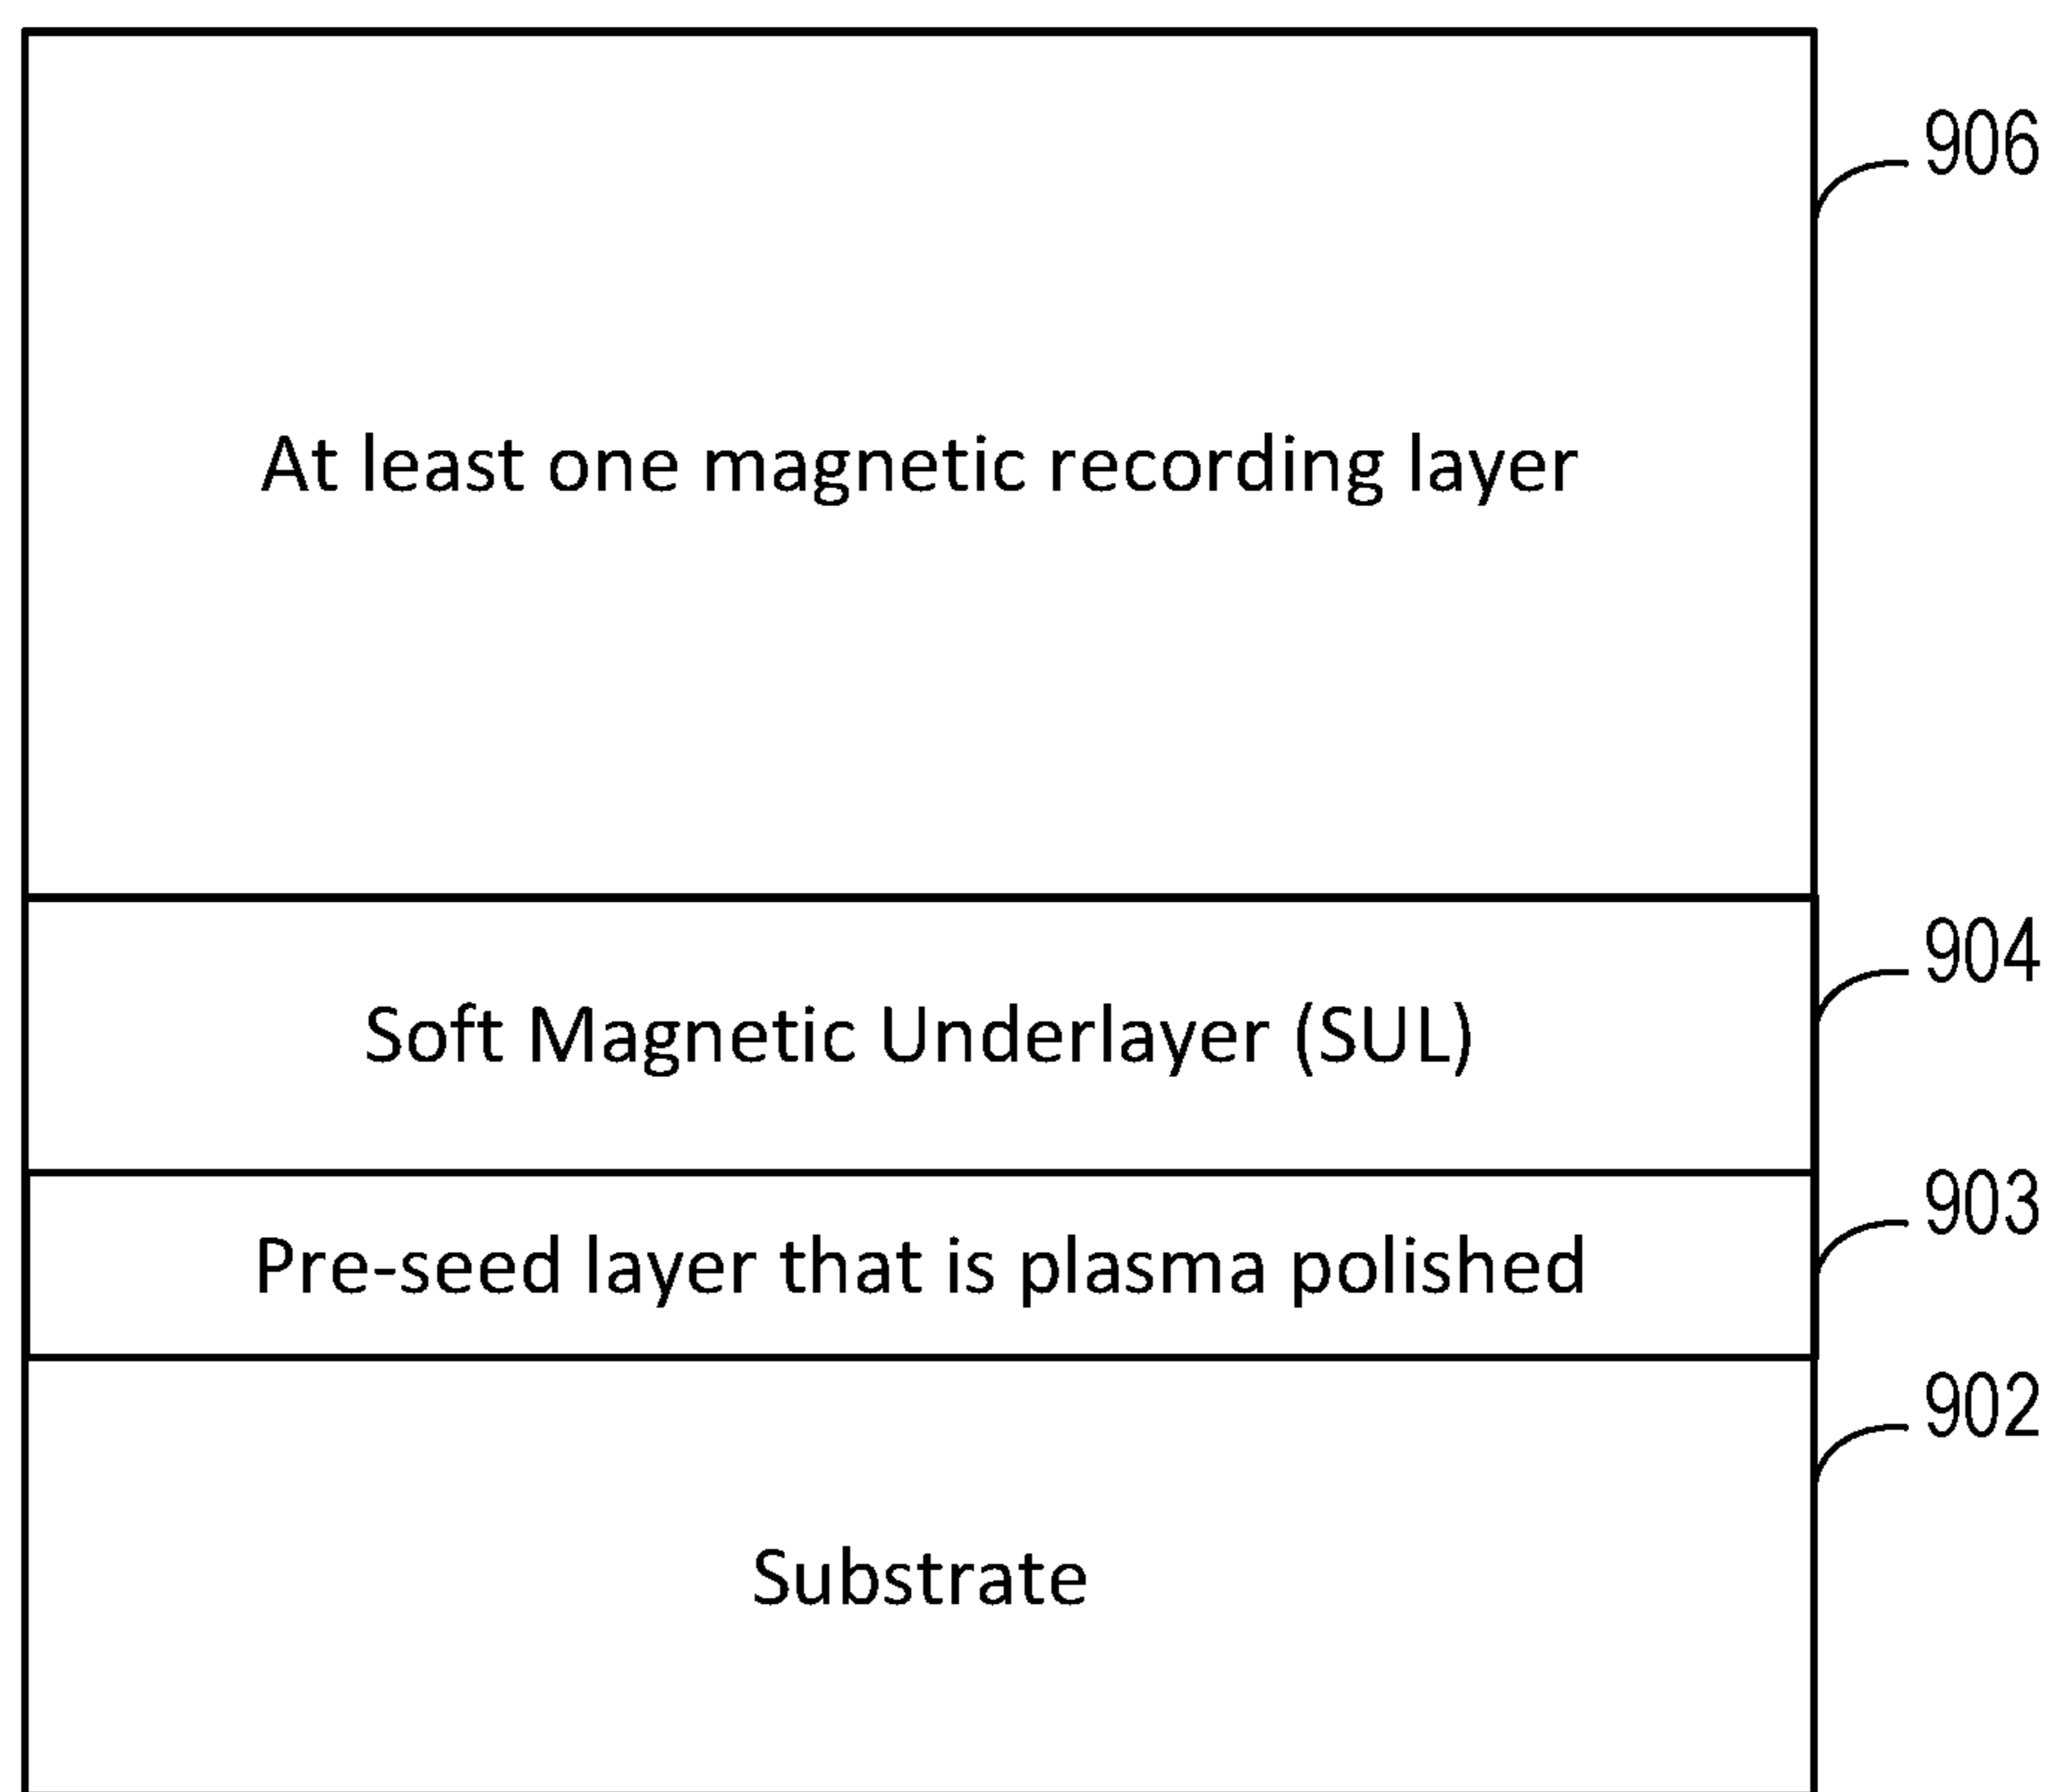 906
At least one magnetic recording layer
904
Soft Magnetic Underlayer (SUL)
903
Pre-seed layer that is plasma polished
902
Substrate